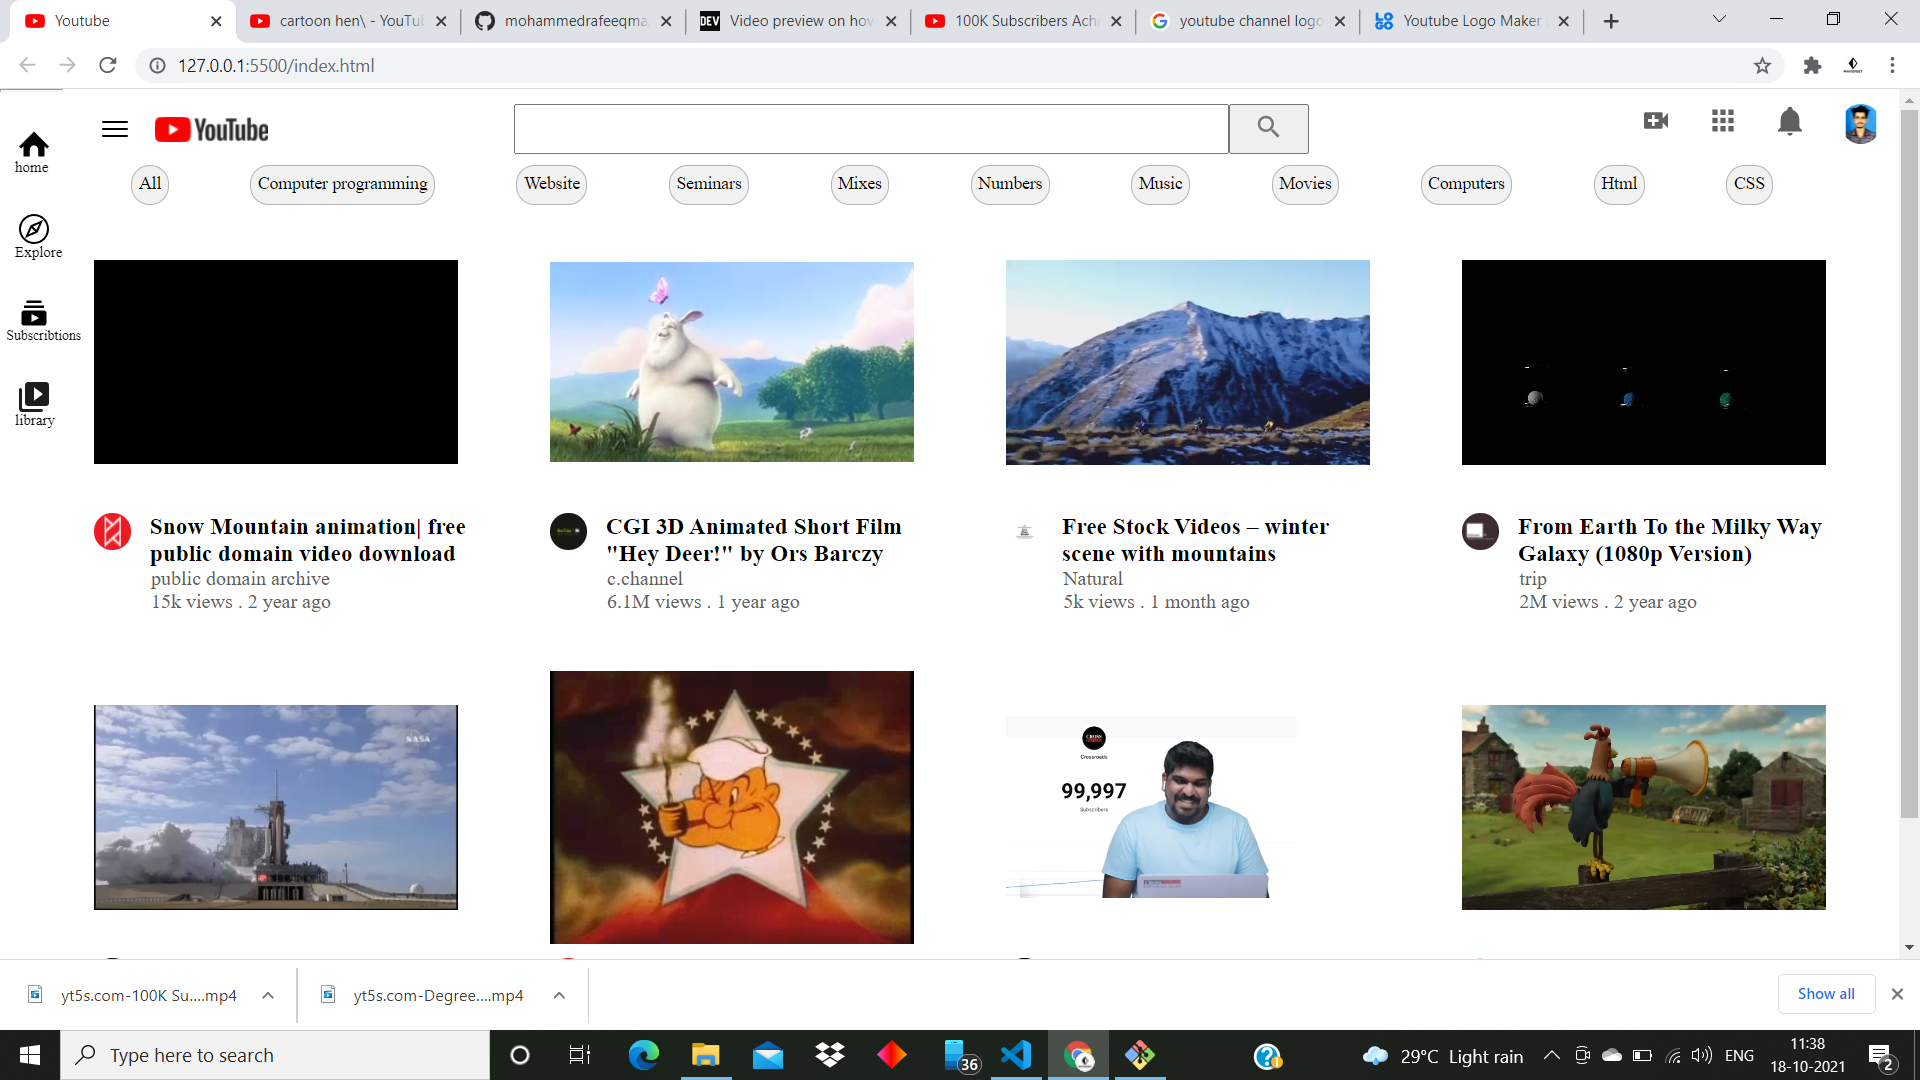 Youtube
cartoon hen\ - YouTu
mohammedrafeeqma
DEV Video preview on hov
100K Subscribers Achi
youtube channel logo
LOGO Youtube Logo Maker
127.0.0.1:5500/index.html
YouTube
home
Explore
Subscribtions
library
All
Computer programming
Website
Seminars
Mixes
Numbers
Music
Movies
Computers
Html
CSS
Snow Mountain animation| free
public domain video download
public domain archive
15k views . 2 year ago
CGI 3D Animated Short Film
"Hey Deer!" by Ors Barczy
c.channel
6.1M views . 1 year ago
Free Stock Videos – winter
scene with mountains
Natural
5k views . 1 month ago
From Earth To the Milky Way
Galaxy (1080p Version)
trip
2M views . 2 year ago
NASA
CROSS
Crossroads
99,997
Subscribers
yt5s.com-100K Su....mp4
yt5s.com-Degree....mp4
Show all
Type here to search
36
29°C Light rain
ENG
11:38
18-10-2021
2